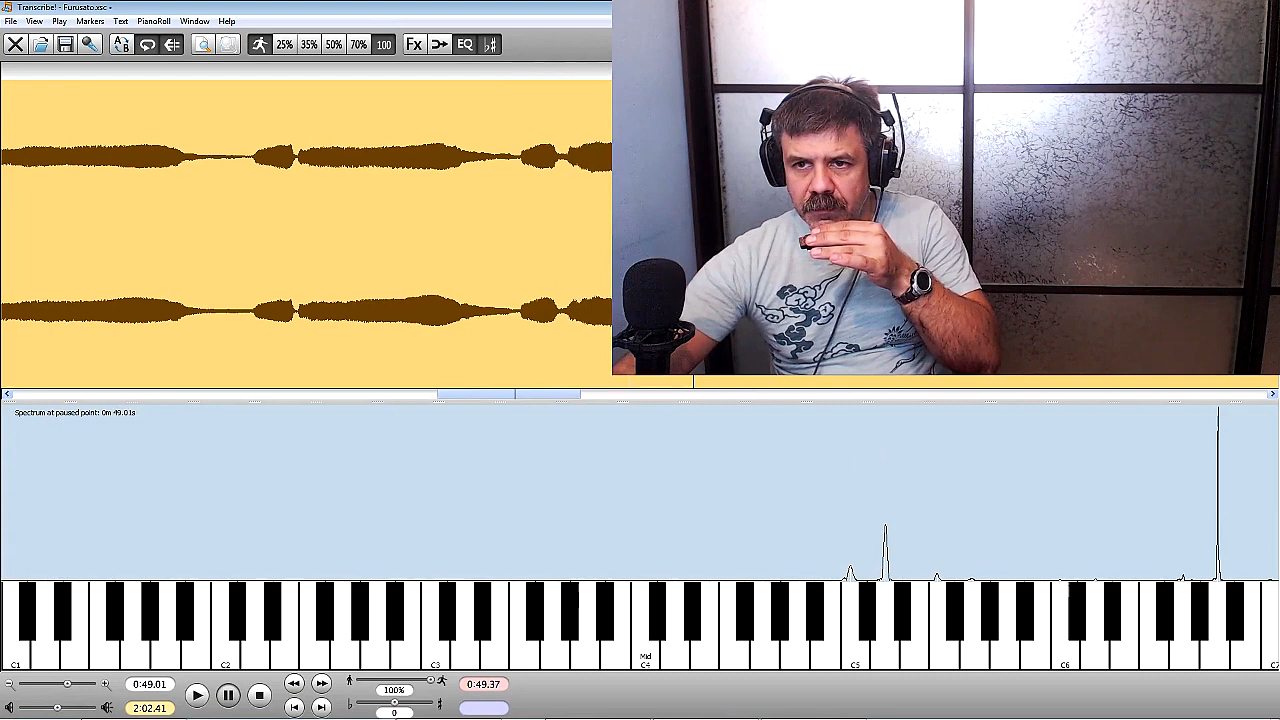 Transcribe! - Furusato.xsc •
File View Play Markers Text PianoRoll Window Help
25% 35% 50% 70% 100 Fx EQ
Spectrum at paused point: 0m 49.01s
Mid
C1 C2 C3 C4 C5 C6 C7
0:49.01 100% 0:49.37
2:02.41 0